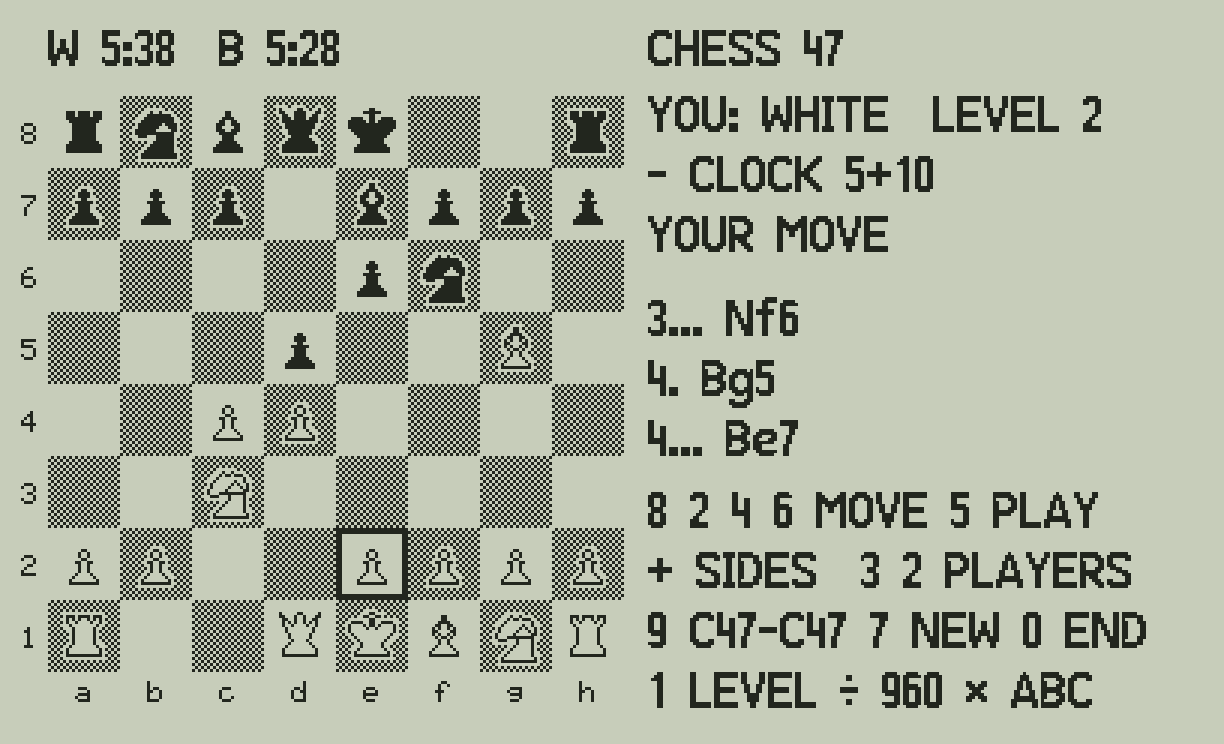 W 5:38 B 5:28
8
7
6
5
4
3
2
1
a b c d e f g h
CHESS 47
YOU: WHITE LEVEL 2
- CLOCK 5+10
YOUR MOVE
3... Nf6
4. Bg5
4... Be7
8 2 4 6 MOVE 5 PLAY
+ SIDES 3 2 PLAYERS
9 C47-C47 7 NEW 0 END
1 LEVEL ÷ 960 × ABC